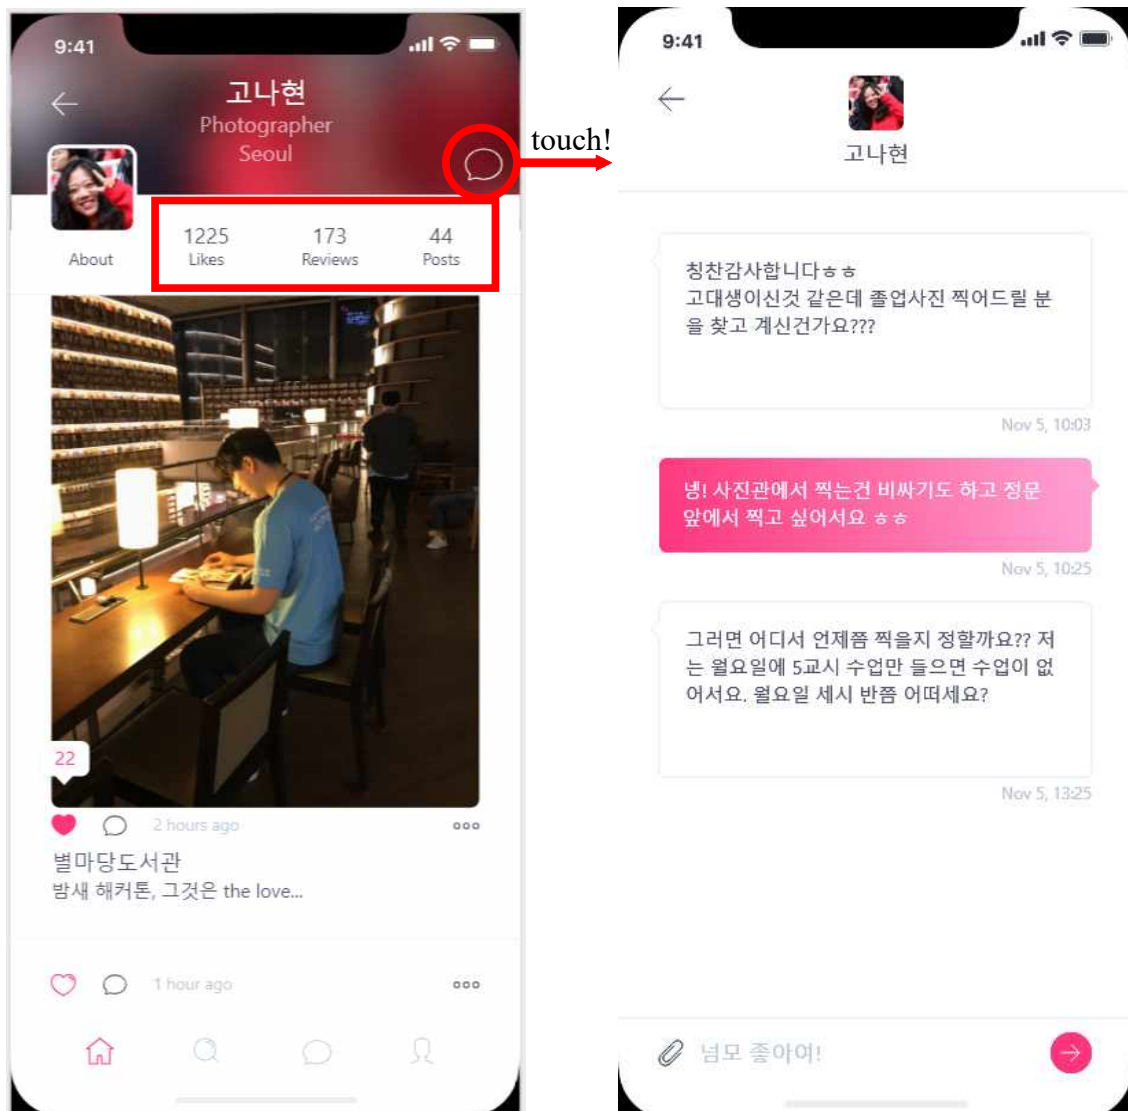 9:41
고나현
Photographer
Seoul
About
1225
Likes
173
Reviews
44
Posts
22
2 hours ago
별마당도서관
밤새 해커톤, 그것은 the love...
1 hour ago
touch!
9:41
고나현
칭찬감사합니다ㅎㅎ
고대생이신것 같은데 졸업사진 찍어드릴 분
을 찾고 계신건가요???
Nov 5, 10:03
넹! 사진관에서 찍는건 비싸기도 하고 정문
앞에서 찍고 싶어서요 ㅎㅎ
Nov 5, 10:25
그러면 어디서 언제쯤 찍을지 정할까요?? 저
는 월요일에 5교시 수업만 들으면 수업이 없
어서요. 월요일 세시 반쯤 어떠세요?
Nov 5, 13:25
넘모 좋아여!